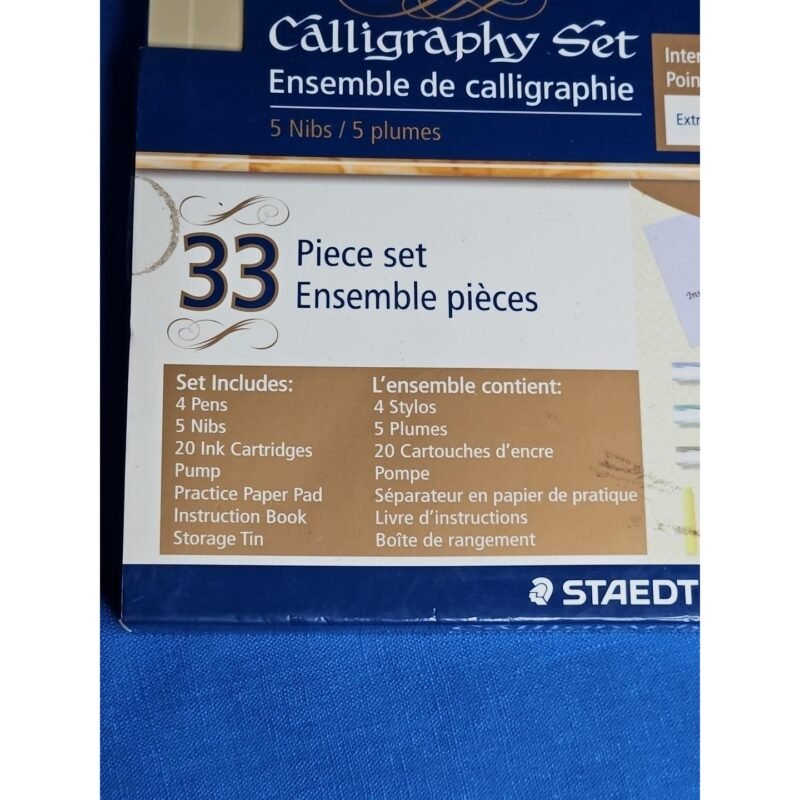 Calligraphy Set
Ensemble de calligraphie
5 Nibs / 5 plumes
33 Piece set
Ensemble pièces
Set Includes:
4 Pens
5 Nibs
20 Ink Cartridges
Pump
Practice Paper Pad
Instruction Book
Storage Tin
L'ensemble contient:
4 Stylos
5 Plumes
20 Cartouches d'encre
Pompe
Séparateur en papier de pratique
Livre d'instructions
Boîte de rangement
STAEDT